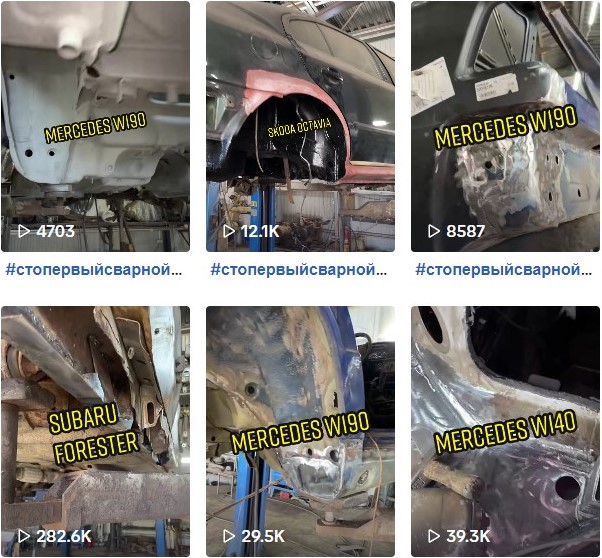 MERCEDES W190
4703
SKODA OCTAVIA
12.1K
MERCEDES W190
8587
#стопервыйсварной...
#стопервыйсварной...
#стопервыйсварной...
SUBARU
FORESTER
282.6K
MERCEDES W190
29.5K
MERCEDES W140
39.3K